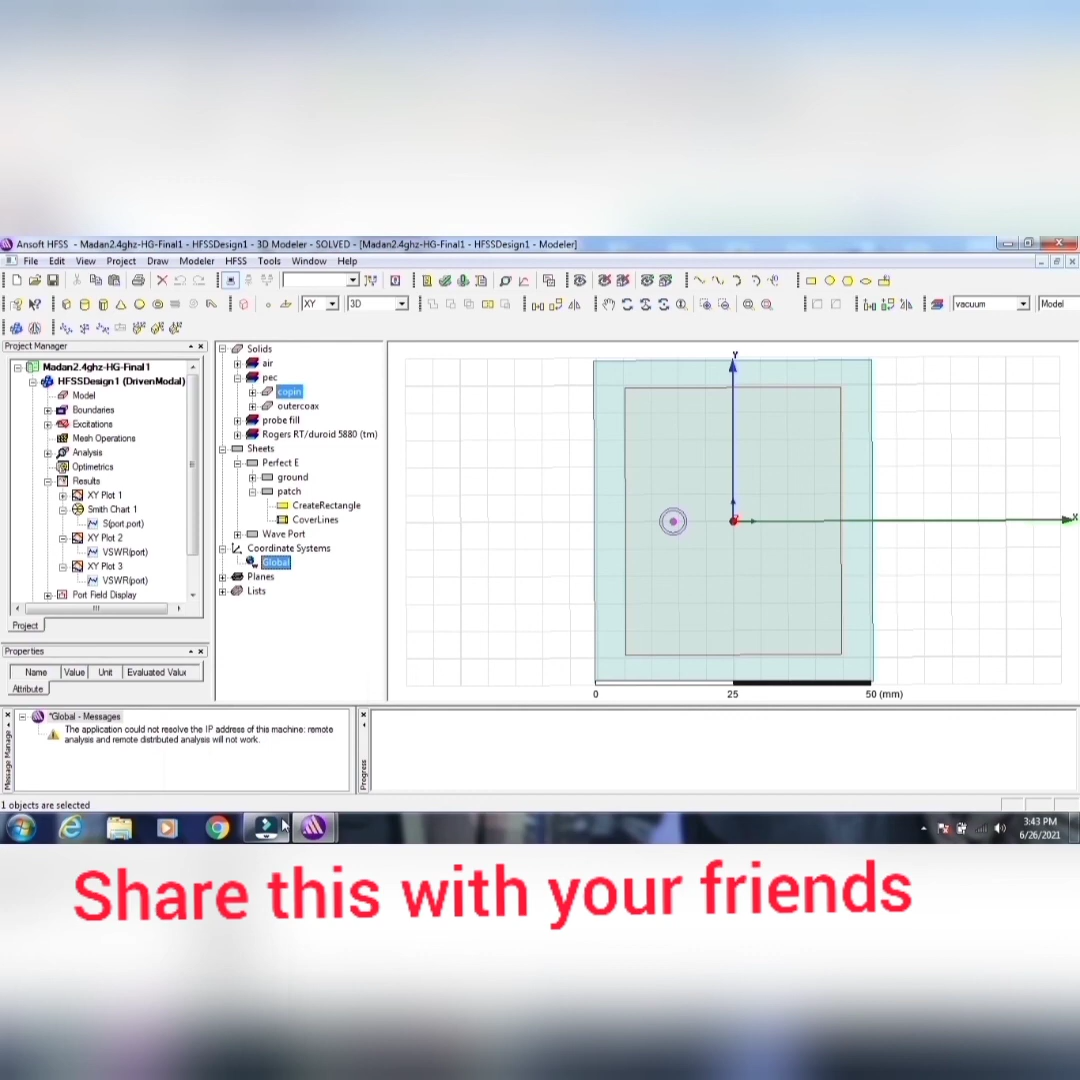 Ansoft HFSS - Madan2.4ghz-HG-Final1 - HFSSDesign1 - 3D Modeler - SOLVED - [Madan2.4ghz-HG-Final1 - HFSSDesign1 - Modeler]
File Edit View Project Draw Modeler HFSS Tools Window Help
XY 3D vacuum Model
Project Manager
Madan2.4ghz-HG-Final1
HFSSDesign1 (DrivenModal)
Model
Boundaries
Excitations
Mesh Operations
Analysis
Optimetrics
Results
XY Plot 1
Smith Chart 1
S(port,port)
XY Plot 2
VSWR(port)
XY Plot 3
VSWR(port)
Port Field Display
Project
Properties
Name Value Unit Evaluated Value
Attribute
Solids
air
pec
copin
outercoax
probe fill
Rogers RT/duroid 5880 (tm)
Sheets
Perfect E
ground
patch
CreateRectangle
CoverLines
Wave Port
Coordinate Systems
Global
Planes
Lists
Y
X
0 25 50 (mm)
Message Manage
*Global - Messages
The application could not resolve the IP address of this machine: remote
analysis and remote distributed analysis will not work.
Progress
1 objects are selected
3:43 PM
6/26/2021
Share this with your friends